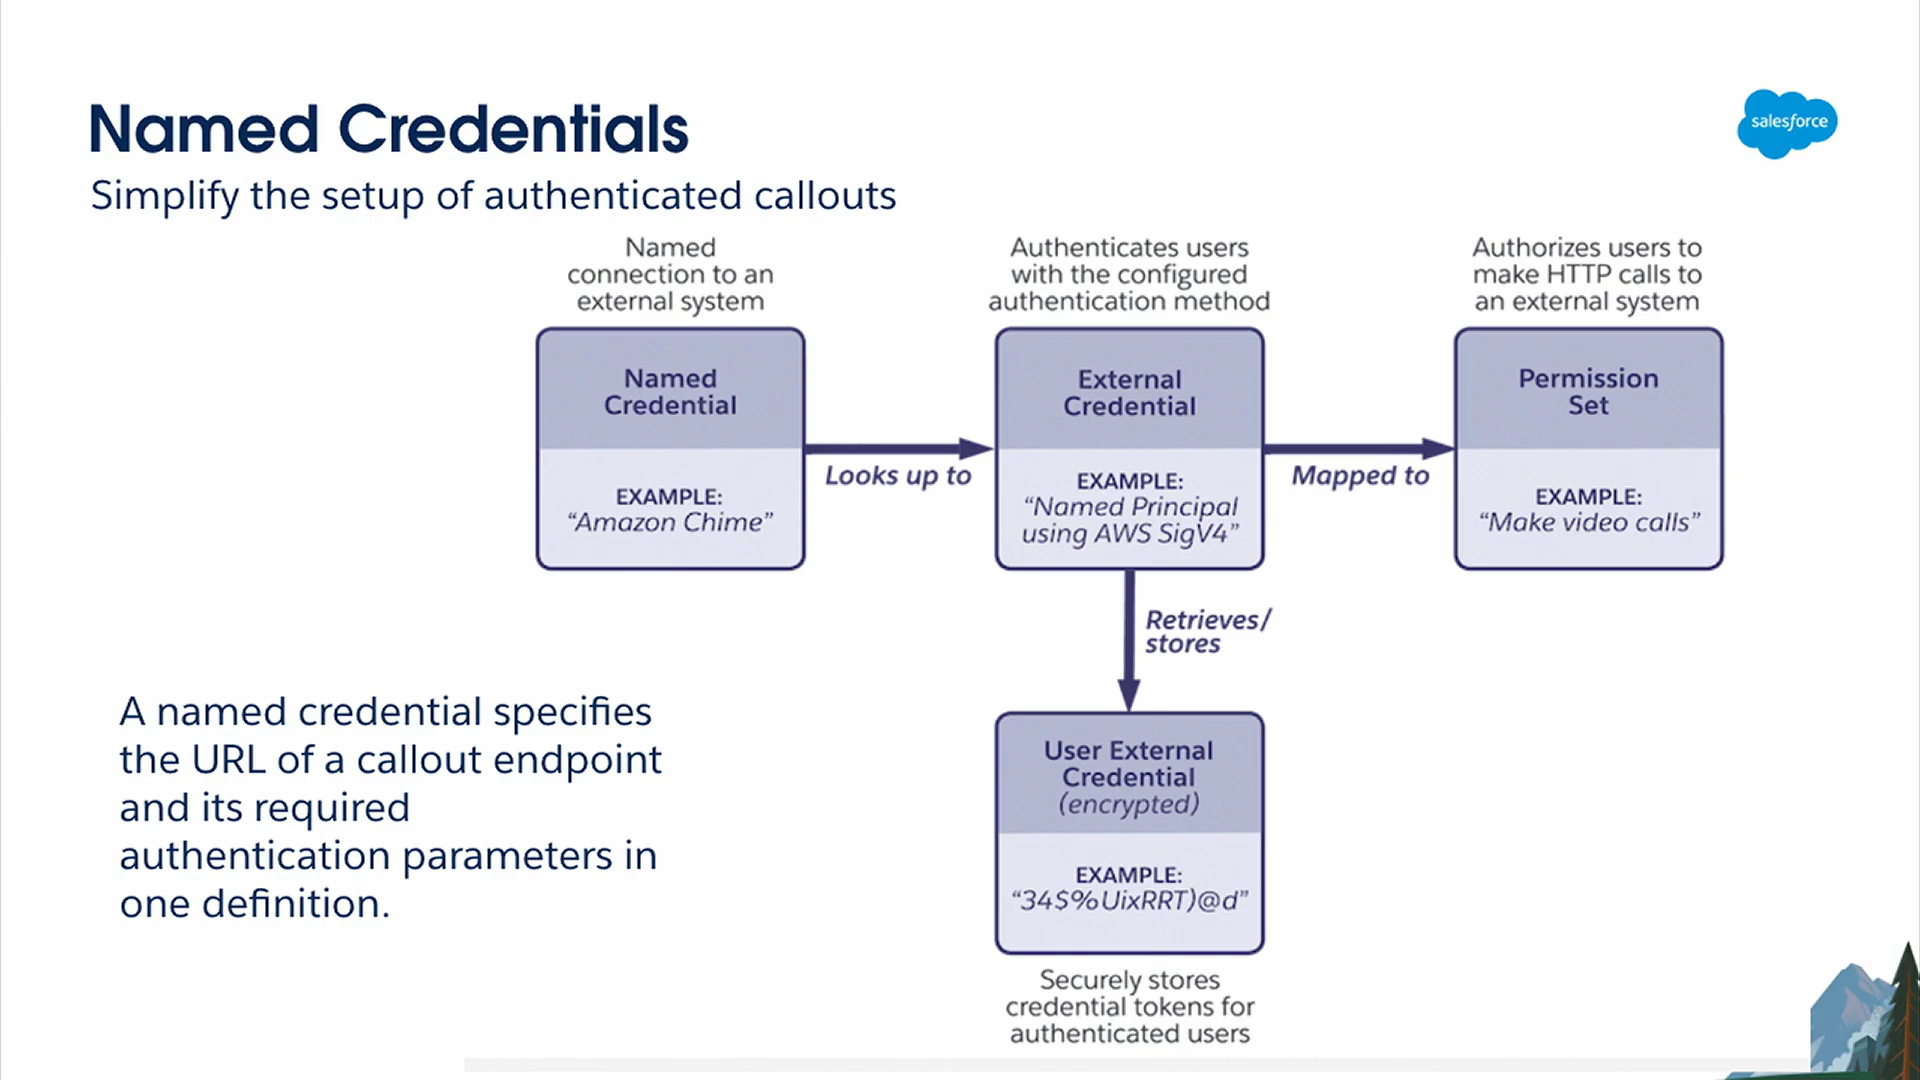 Named Credentials
salesforce
Simplify the setup of authenticated callouts
Named
connection to an
external system
Authenticates users
with the configured
authentication method
Authorizes users to
make HTTP calls to
an external system
Named
Credential
EXAMPLE:
“Amazon Chime”
Looks up to
External
Credential
EXAMPLE:
“Named Principal
using AWS SigV4”
Mapped to
Permission
Set
EXAMPLE:
“Make video calls”
Retrieves/
stores
A named credential specifies
the URL of a callout endpoint
and its required
authentication parameters in
one definition.
User External
Credential
(encrypted)
EXAMPLE:
“34$%UixRRT)@d”
Securely stores
credential tokens for
authenticated users